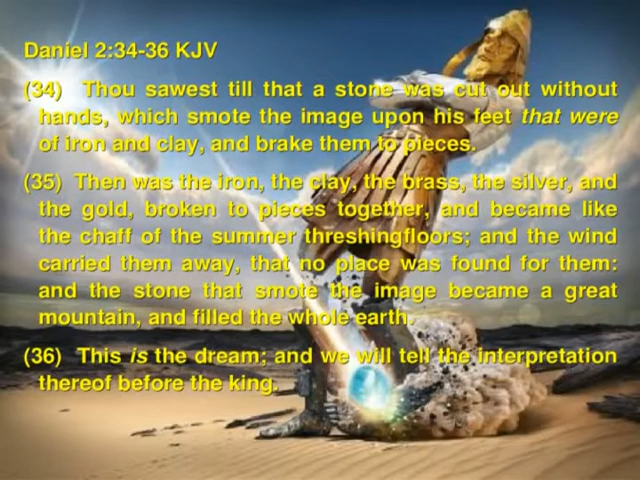 Daniel 2:34-36 KJV
(34) Thou sawest till that a stone was cut out without
hands, which smote the image upon his feet that were
of iron and clay, and brake them to pieces.
(35) Then was the iron, the clay, the brass, the silver, and
the gold, broken to pieces together, and became like
the chaff of the summer threshingfloors; and the wind
carried them away, that no place was found for them:
and the stone that smote the image became a great
mountain, and filled the whole earth.
(36) This is the dream; and we will tell the interpretation
thereof before the king.